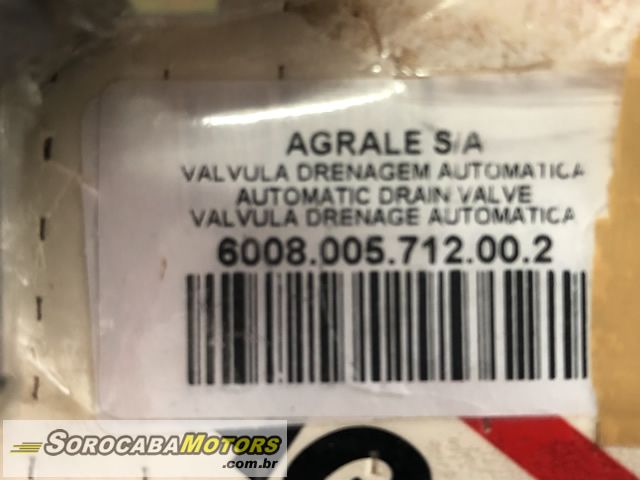 AGRALE S/A
VALVULA DRENAGEM AUTOMATICA
AUTOMATIC DRAIN VALVE
VALVULA DRENAGE AUTOMATICA
6008.005.712.00.2
SOROCABAMOTORS
.com.br